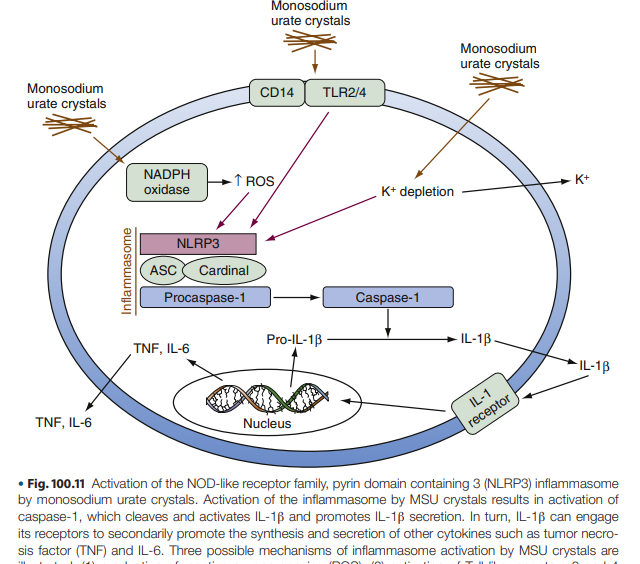 Monosodium
urate crystals
Monosodium
urate crystals
Monosodium
urate crystals
CD14
TLR2/4
NADPH
oxidase
↑ ROS
K+ depletion
K+
Inflammasome
NLRP3
ASC
Cardinal
Procaspase-1
Caspase-1
Pro-IL-1β
IL-1β
IL-1β
TNF, IL-6
TNF, IL-6
Nucleus
IL-1
receptor
• Fig. 100.11 Activation of the NOD-like receptor family, pyrin domain containing 3 (NLRP3) inflammasome
by monosodium urate crystals. Activation of the inflammasome by MSU crystals results in activation of
caspase-1, which cleaves and activates IL-1β and promotes IL-1β secretion. In turn, IL-1β can engage
its receptors to secondarily promote the synthesis and secretion of other cytokines such as tumor necro-
sis factor (TNF) and IL-6. Three possible mechanisms of inflammasome activation by MSU crystals are